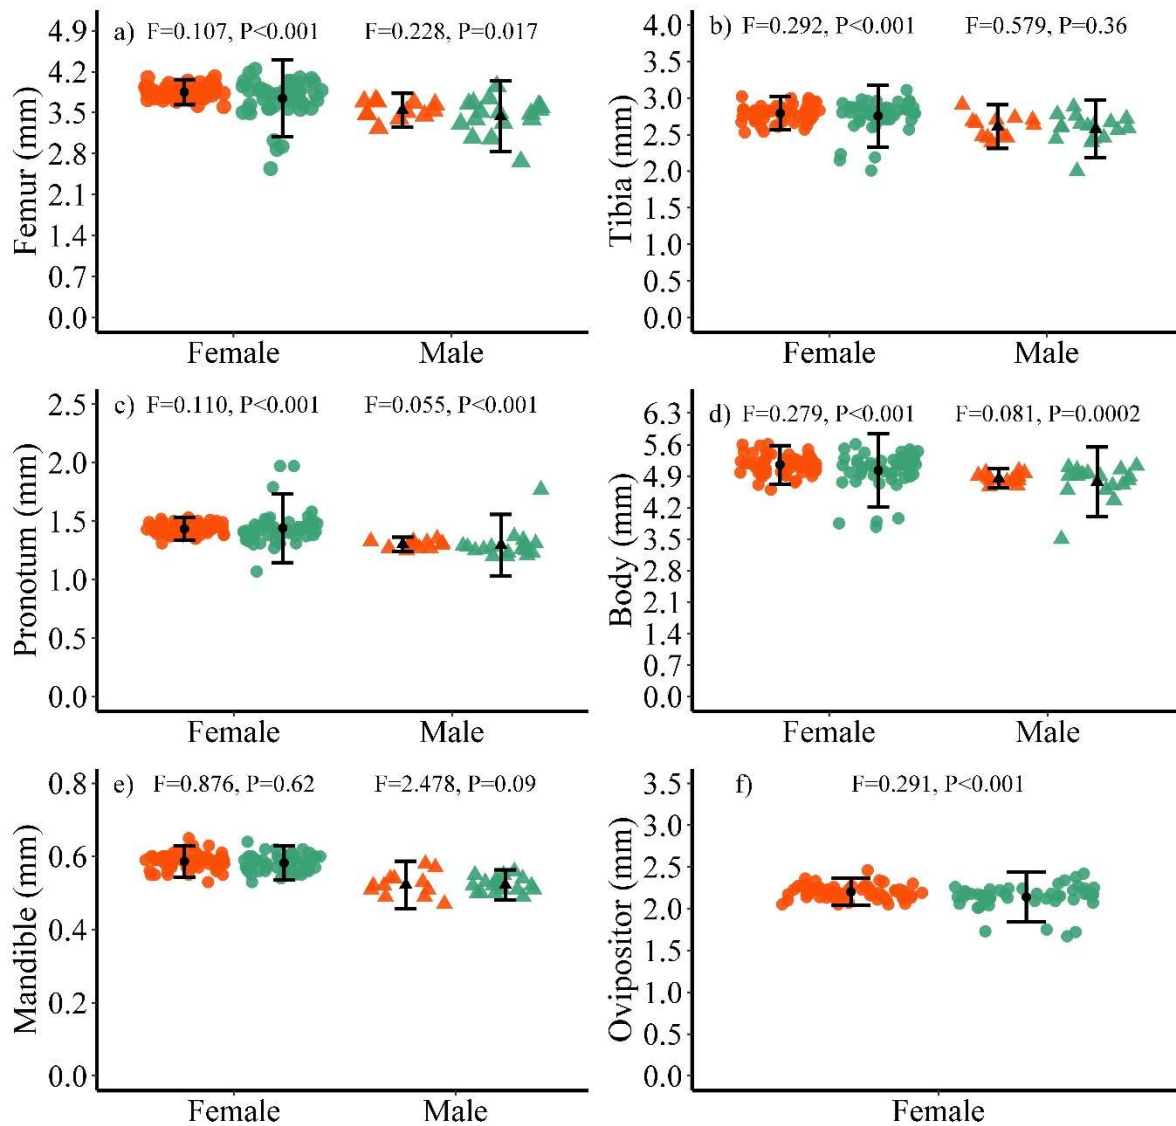 a) F=0.107, P<0.001 F=0.228, P=0.017
4.9
4.2
3.5
2.8
2.1
1.4
0.7
0.0
Femur (mm)
Female Male
b) F=0.292, P<0.001 F=0.579, P=0.36
4.0
3.5
3.0
2.5
2.0
1.5
1.0
0.5
0.0
Tibia (mm)
Female Male
c) F=0.110, P<0.001 F=0.055, P<0.001
2.5
2.0
1.5
1.0
0.5
0.0
Pronotum (mm)
Female Male
d) F=0.279, P<0.001 F=0.081, P=0.0002
6.3
5.6
4.9
4.2
3.5
2.8
2.1
1.4
0.7
0.0
Body (mm)
Female Male
e) F=0.876, P=0.62 F=2.478, P=0.09
0.8
0.6
0.4
0.2
0.0
Mandible (mm)
Female Male
f) F=0.291, P<0.001
3.5
3.0
2.5
2.0
1.5
1.0
0.5
0.0
Ovipositor (mm)
Female